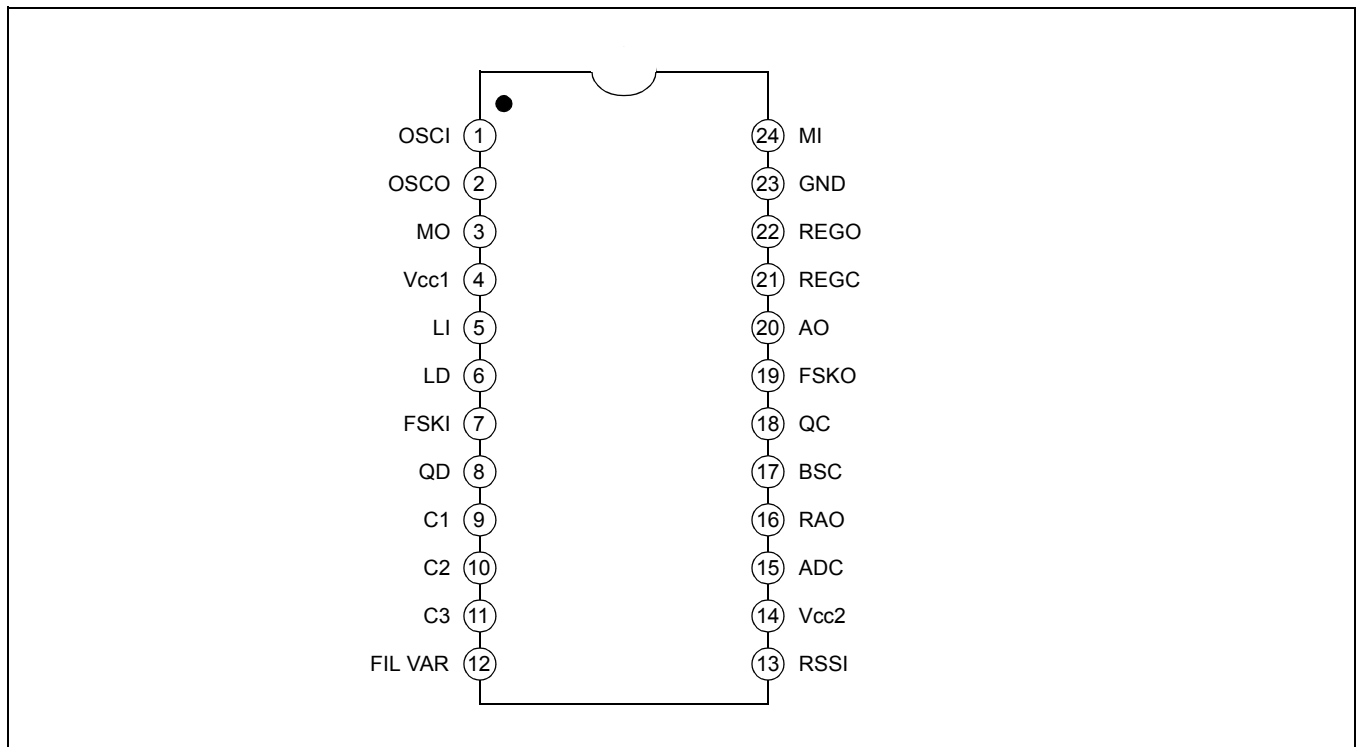 OSCI 1 24 MI
OSCO 2 23 GND
MO 3 22 REGO
Vcc1 4 21 REGC
LI 5 20 AO
LD 6 19 FSKO
FSKI 7 18 QC
QD 8 17 BSC
C1 9 16 RAO
C2 10 15 ADC
C3 11 14 Vcc2
FIL VAR 12 13 RSSI